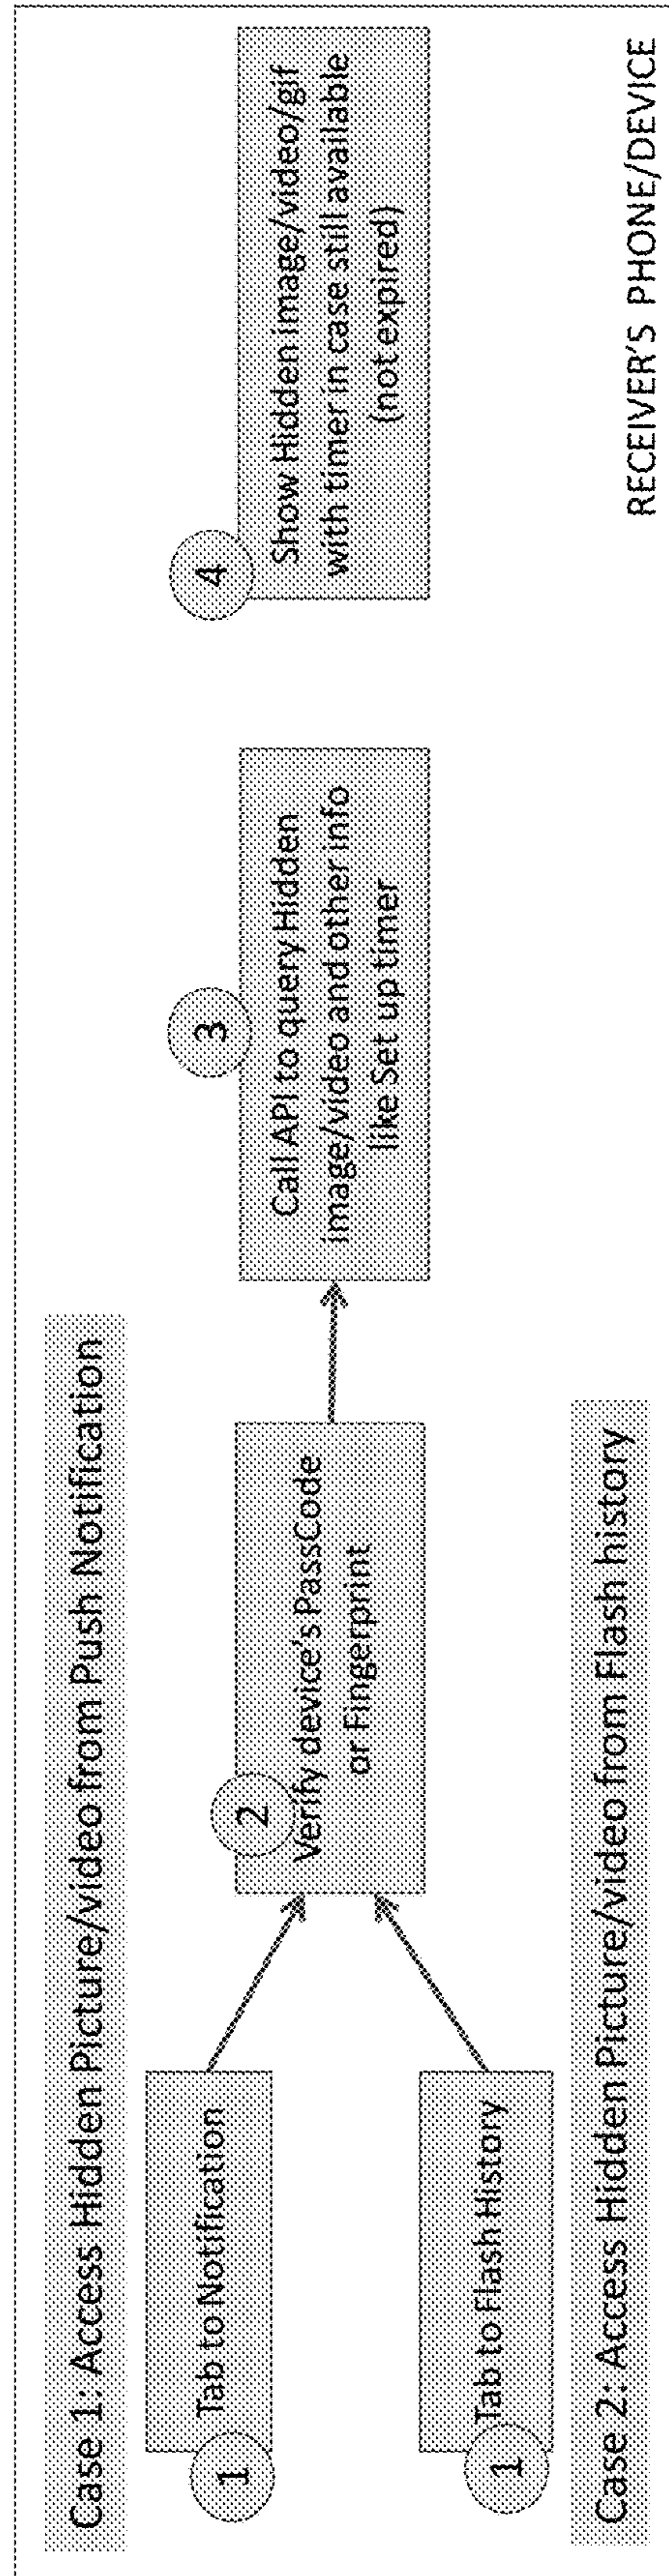 Case 1: Access Hidden Picture/video from Push Notification
1
Tab to Notification
1
Tab to Flash History
2
Verify device's PassCode
or Fingerprint
3
Call API to query Hidden
image/video and other info
like Set up timer
4
Show Hidden image/video/gif
with timer in case still available
(not expired)
Case 2: Access Hidden Picture/video from Flash history
RECEIVER'S PHONE/DEVICE